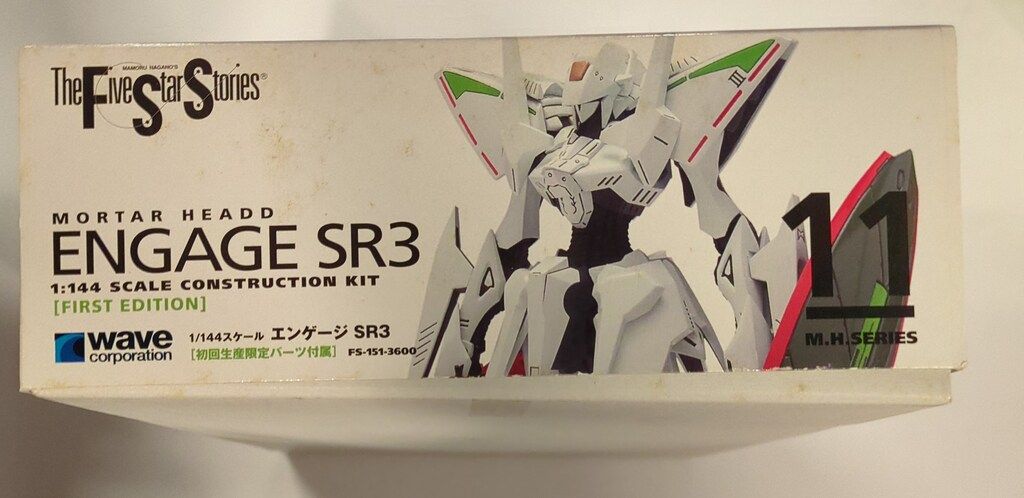 MAMORU NAGANO'S
The Five Star Stories®
MORTAR HEADD
ENGAGE SR3
1:144 SCALE CONSTRUCTION KIT
[FIRST EDITION]
wave
corporation
1/144スケール エンゲージ SR3
[初回生産限定パーツ付属] FS-151-3600
III
11
M.H.SERIES